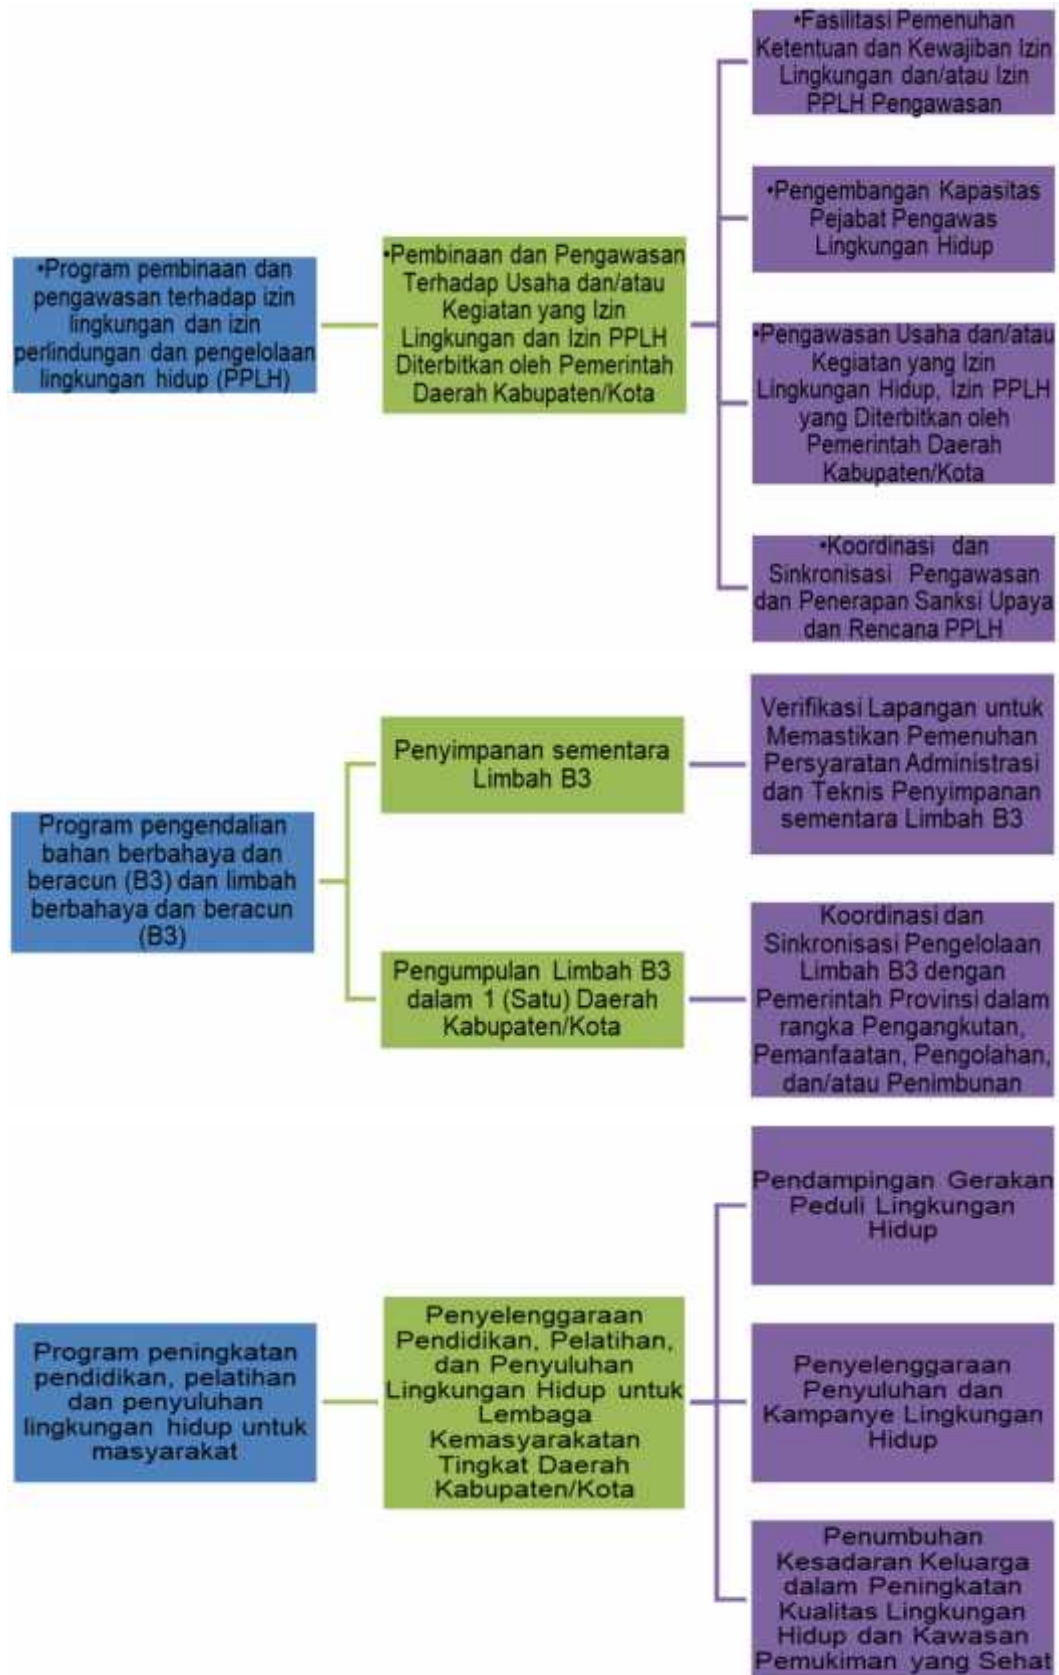 •Program pembinaan dan
pengawasan terhadap izin
lingkungan dan izin
perlindungan dan pengelolaan
lingkungan hidup (PPLH)
•Pembinaan dan Pengawasan
Terhadap Usaha dan/atau
Kegiatan yang Izin
Lingkungan dan Izin PPLH
Diterbitkan oleh Pemerintah
Daerah Kabupaten/Kota
•Fasilitasi Pemenuhan
Ketentuan dan Kewajiban Izin
Lingkungan dan/atau Izin
PPLH Pengawasan
•Pengembangan Kapasitas
Pejabat Pengawas
Lingkungan Hidup
•Pengawasan Usaha dan/atau
Kegiatan yang Izin
Lingkungan Hidup, Izin PPLH
yang Diterbitkan oleh
Pemerintah Daerah
Kabupaten/Kota
•Koordinasi dan
Sinkronisasi Pengawasan
dan Penerapan Sanksi Upaya
dan Rencana PPLH
Program pengendalian
bahan berbahaya dan
beracun (B3) dan limbah
berbahaya dan beracun
(B3)
Penyimpanan sementara
Limbah B3
Verifikasi Lapangan untuk
Memastikan Pemenuhan
Persyaratan Administrasi
dan Teknis Penyimpanan
sementara Limbah B3
Pengumpulan Limbah B3
dalam 1 (Satu) Daerah
Kabupaten/Kota
Koordinasi dan
Sinkronisasi Pengelolaan
Limbah B3 dengan
Pemerintah Provinsi dalam
rangka Pengangkutan,
Pemanfaatan, Pengolahan,
dan/atau Penimbunan
Program peningkatan
pendidikan, pelatihan
dan penyuluhan
lingkungan hidup untuk
masyarakat
Penyelenggaraan
Pendidikan, Pelatihan,
dan Penyuluhan
Lingkungan Hidup untuk
Lembaga
Kemasyarakatan
Tingkat Daerah
Kabupaten/Kota
Pendampingan Gerakan
Peduli Lingkungan
Hidup
Penyelenggaraan
Penyuluhan dan
Kampanye Lingkungan
Hidup
Penumbuhan
Kesadaran Keluarga
dalam Peningkatan
Kualitas Lingkungan
Hidup dan Kawasan
Pemukiman yang Sehat